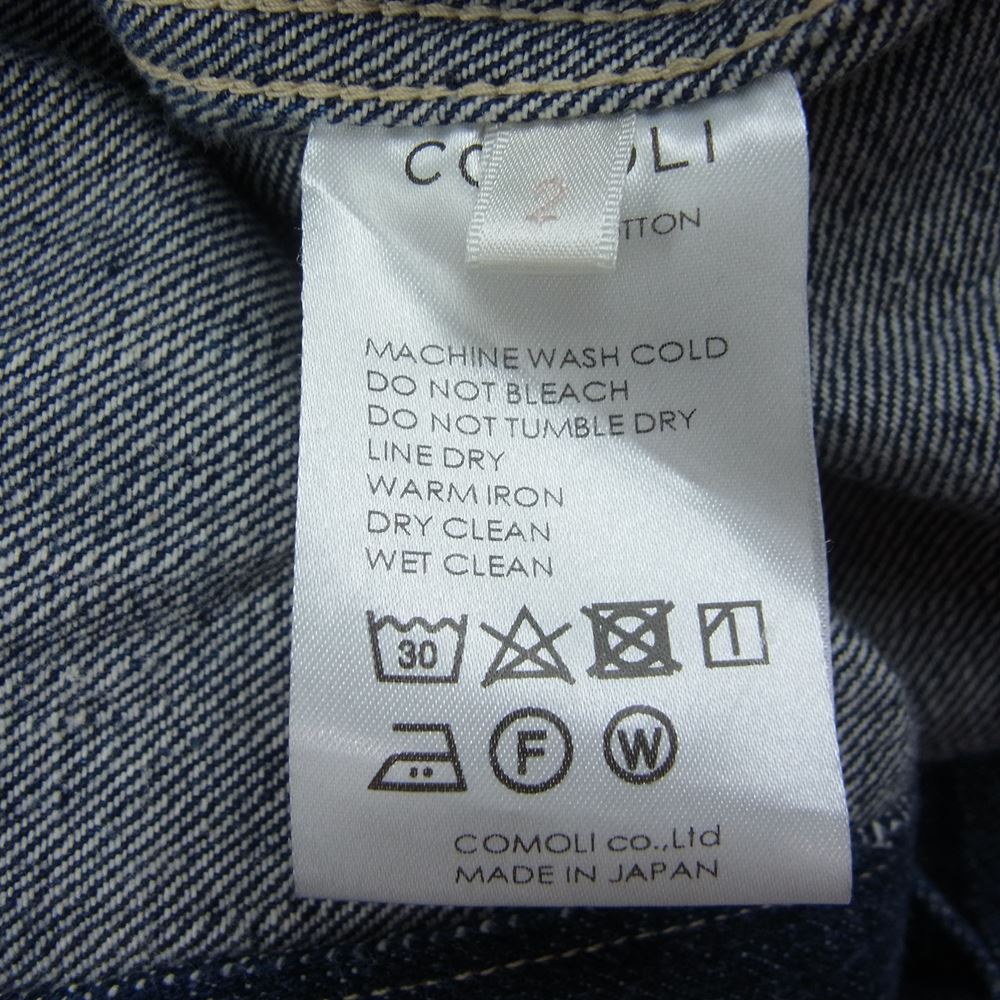 CO OLI
2
TTON
MACHINE WASH COLD
DO NOT BLEACH
DO NOT TUMBLE DRY
LINE DRY
WARM IRON
DRY CLEAN
WET CLEAN
30
F W
COMOLI co.,Ltd
MADE IN JAPAN